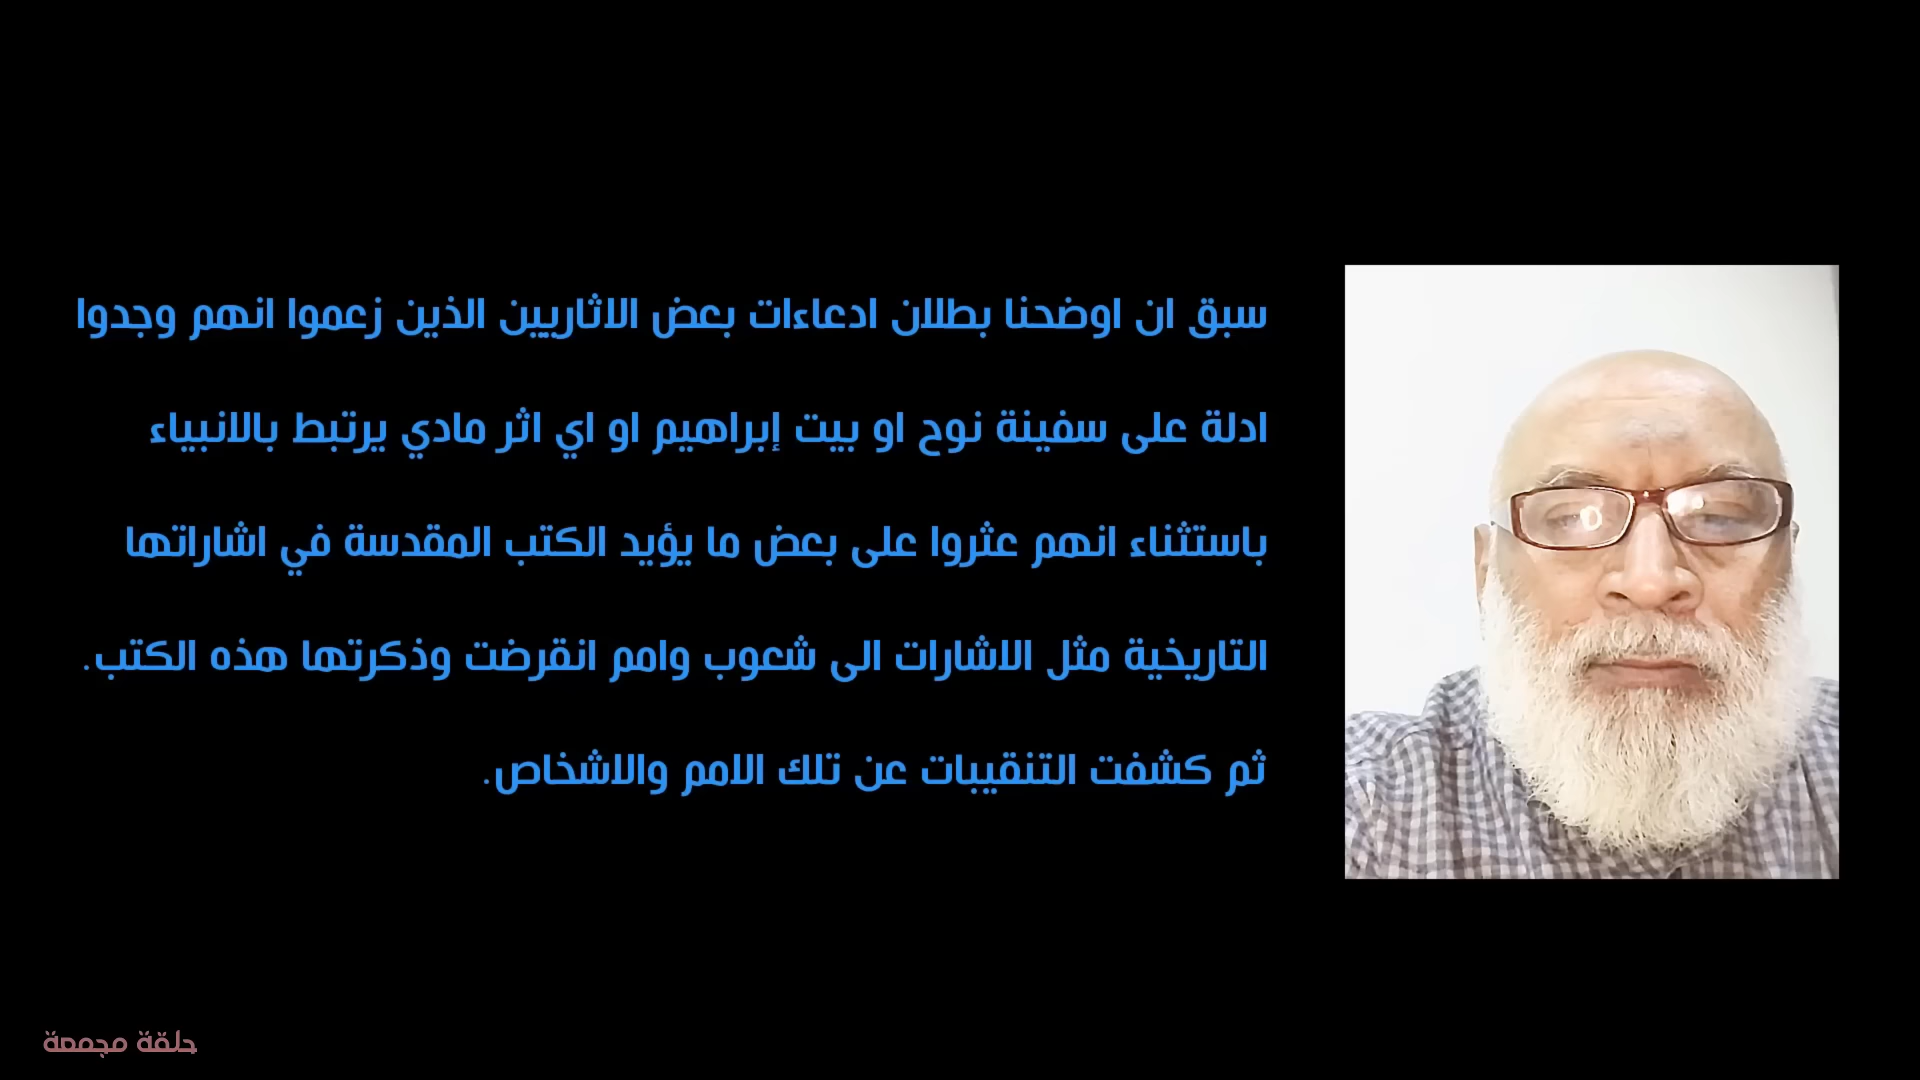 سبق ان اوضحنا بطلان ادعاءات بعض الاثاريين الذين زعموا انهم وجدوا
ادلة على سفينة نوح او بيت إبراهيم او اي اثر مادي يرتبط بالانبياء
باستثناء انهم عثروا على بعض ما يؤيد الكتب المقدسة في اشاراتها
التاريخية مثل الاشارات الى شعوب وامم انقرضت وذكرتها هذه الكتب.
ثم كشفت التنقيبات عن تلك الامم والاشخاص.
حلقة مجمعة